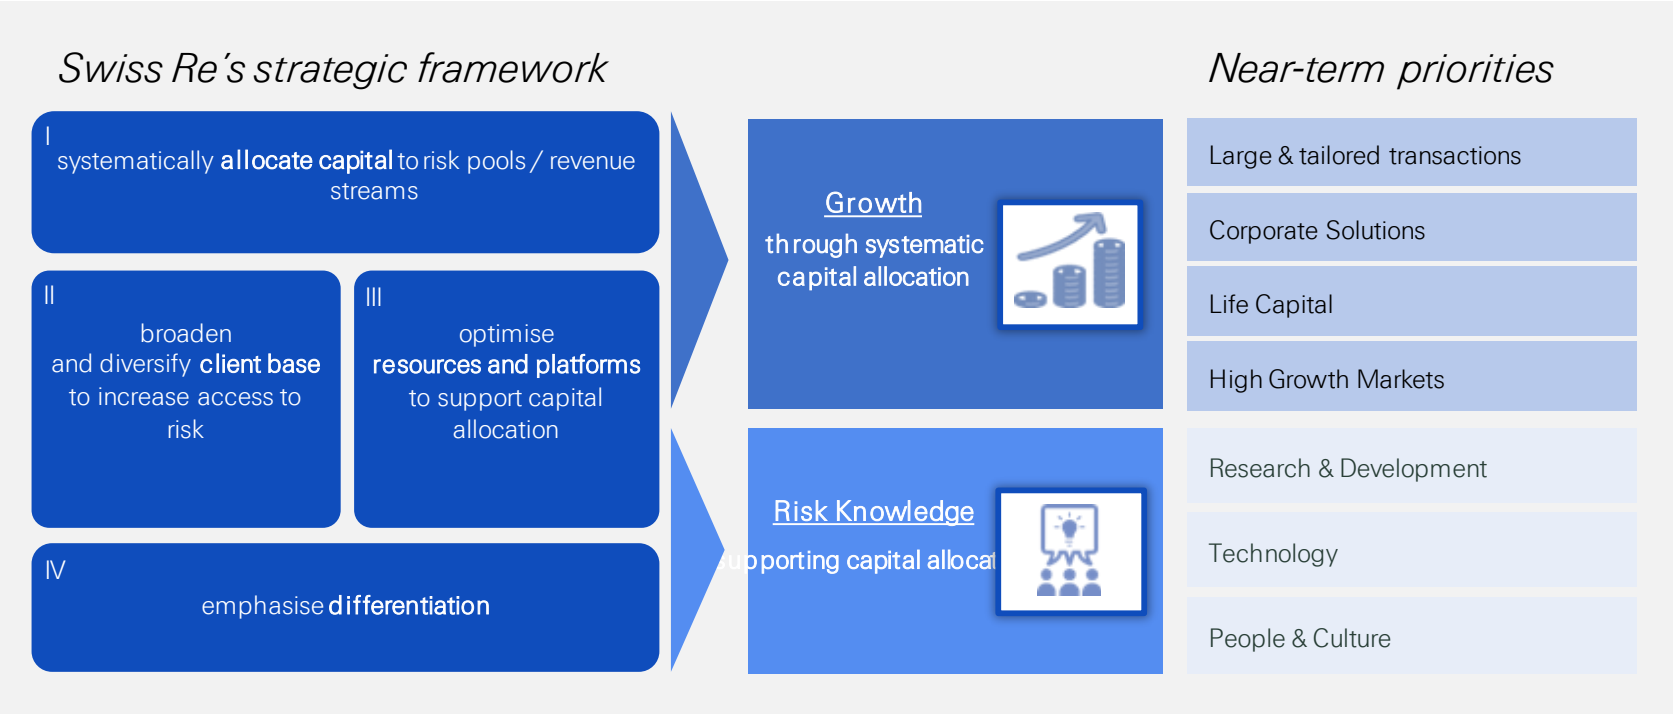 Swiss Re's strategic framework
I
systematically allocate capital to risk pools / revenue
streams
II
broaden
and diversify client base
to increase access to
risk
III
optimise
resources and platforms
to support capital
allocation
IV
emphasise differentiation
Growth
through systematic
capital allocation
Risk Knowledge
supporting capital allocat
Near-term priorities
Large & tailored transactions
Corporate Solutions
Life Capital
High Growth Markets
Research & Development
Technology
People & Culture